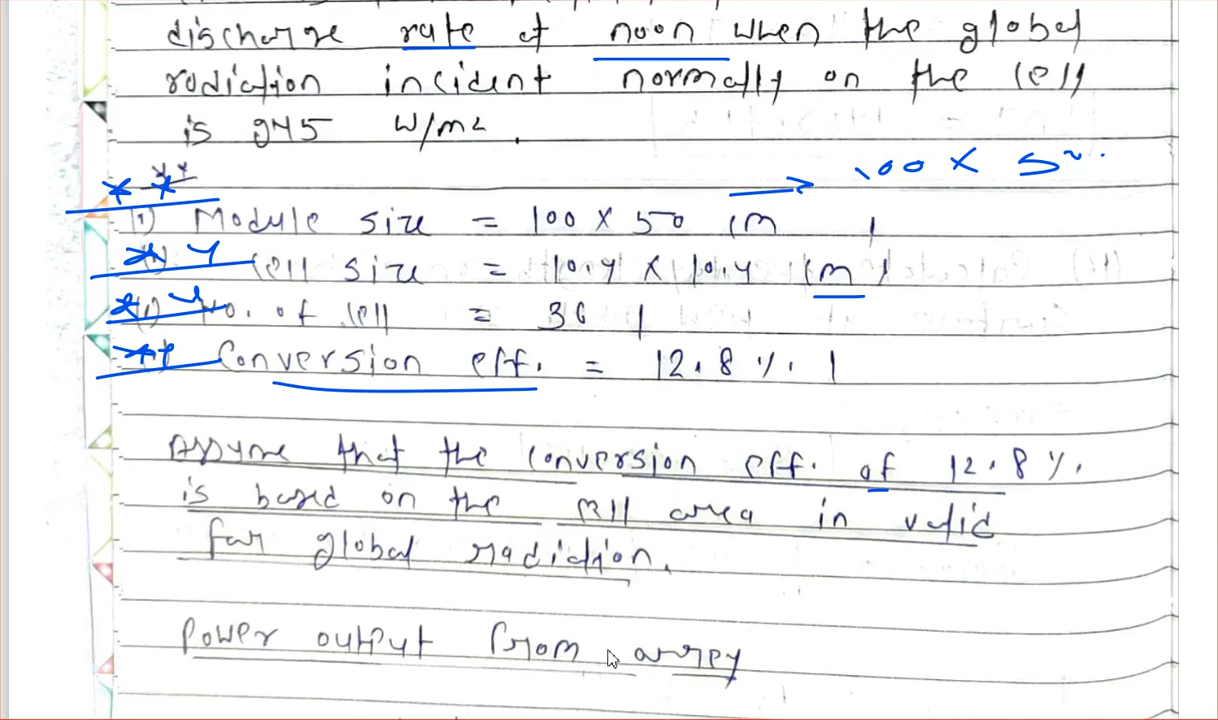 discharge rate at noon when the global
radiation incident normally on the cell
is 945 W/m2.
100 X 5
(i) Module size = 100 X 50 cm
cell size = 10.4 X 10.4 cm
No. of cell = 36
Conversion eff. = 12.8 %.
Assume that the conversion eff. of 12.8 %.
is based on the cell area in valid
for global radiation.
Power output from array